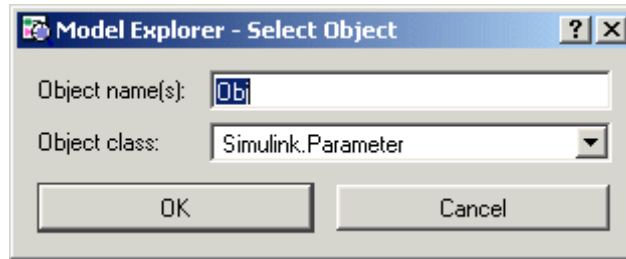 Model Explorer - Select Object
Object name(s): Obj
Object class: Simulink.Parameter
OK Cancel